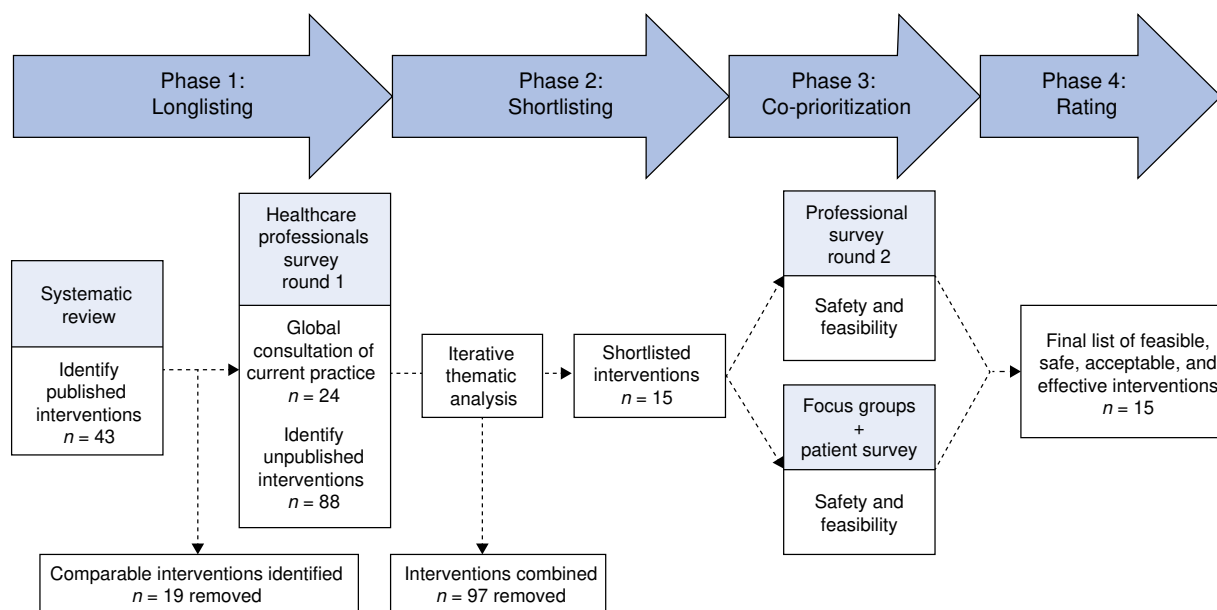 Phase 1:
Longlisting
Phase 2:
Shortlisting
Phase 3:
Co-prioritization
Phase 4:
Rating
Systematic
review
Identify
published
interventions
n = 43
Healthcare
professionals
survey
round 1
Global
consultation of
current practice
n = 24
Identify
unpublished
interventions
n = 88
Comparable interventions identified
n = 19 removed
Iterative
thematic
analysis
Interventions combined
n = 97 removed
Shortlisted
interventions
n = 15
Professional
survey
round 2
Safety and
feasibility
Focus groups
+
patient survey
Safety and
feasibility
Final list of feasible,
safe, acceptable, and
effective interventions
n = 15